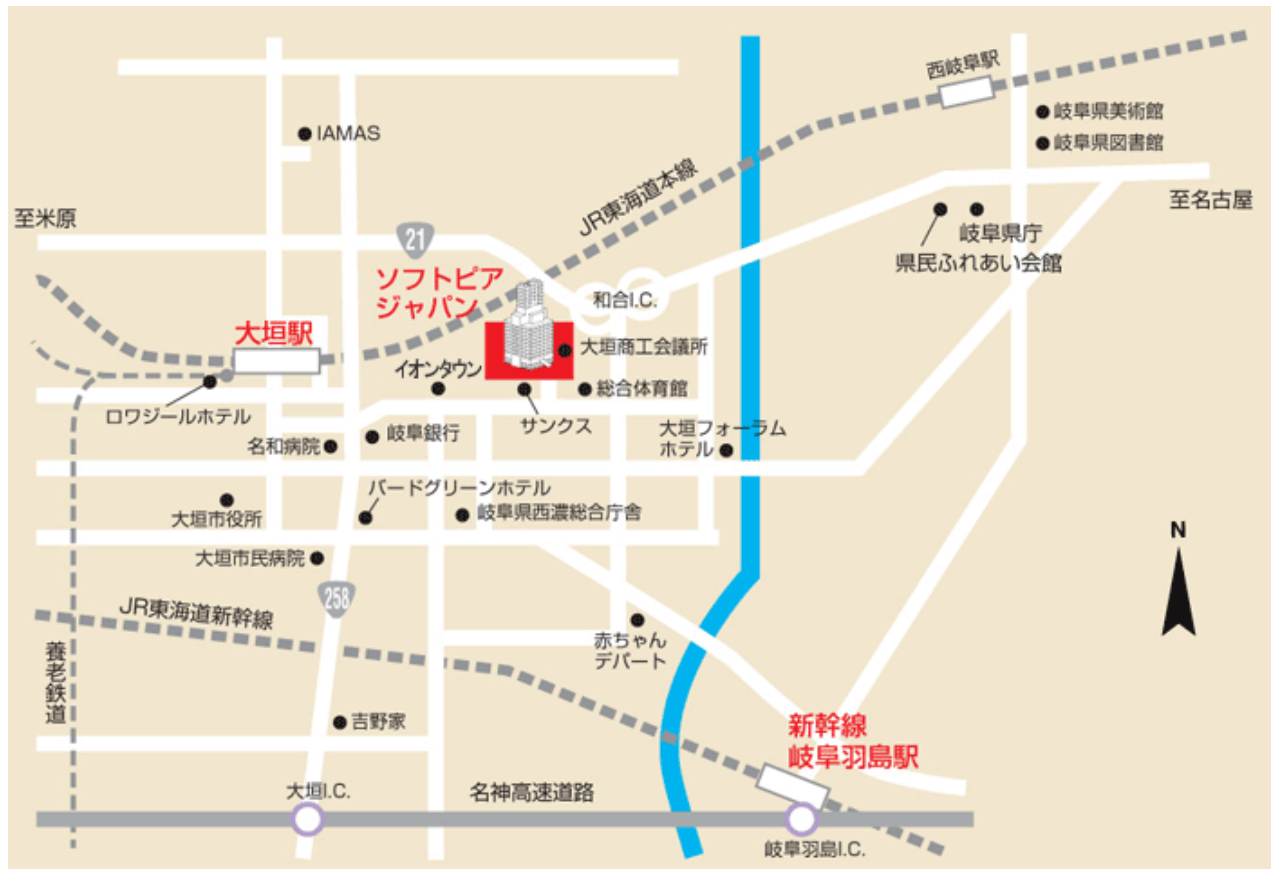 西岐阜駅
岐阜県美術館
IAMAS
岐阜県図書館
JR東海道本線
至米原
至名古屋
21
岐阜県庁
県民ふれあい会館
ソフトピア
ジャパン
和合I.C.
大垣駅
大垣商工会議所
イオンタウン
総合体育館
ロワジールホテル
サンクス
岐阜銀行
大垣フォーラム
ホテル
名和病院
バードグリーンホテル
大垣市役所
岐阜県西濃総合庁舎
N
大垣市民病院
258
JR東海道新幹線
赤ちゃん
デパート
養老鉄道
吉野家
新幹線
岐阜羽島駅
大垣I.C.
名神高速道路
岐阜羽島I.C.